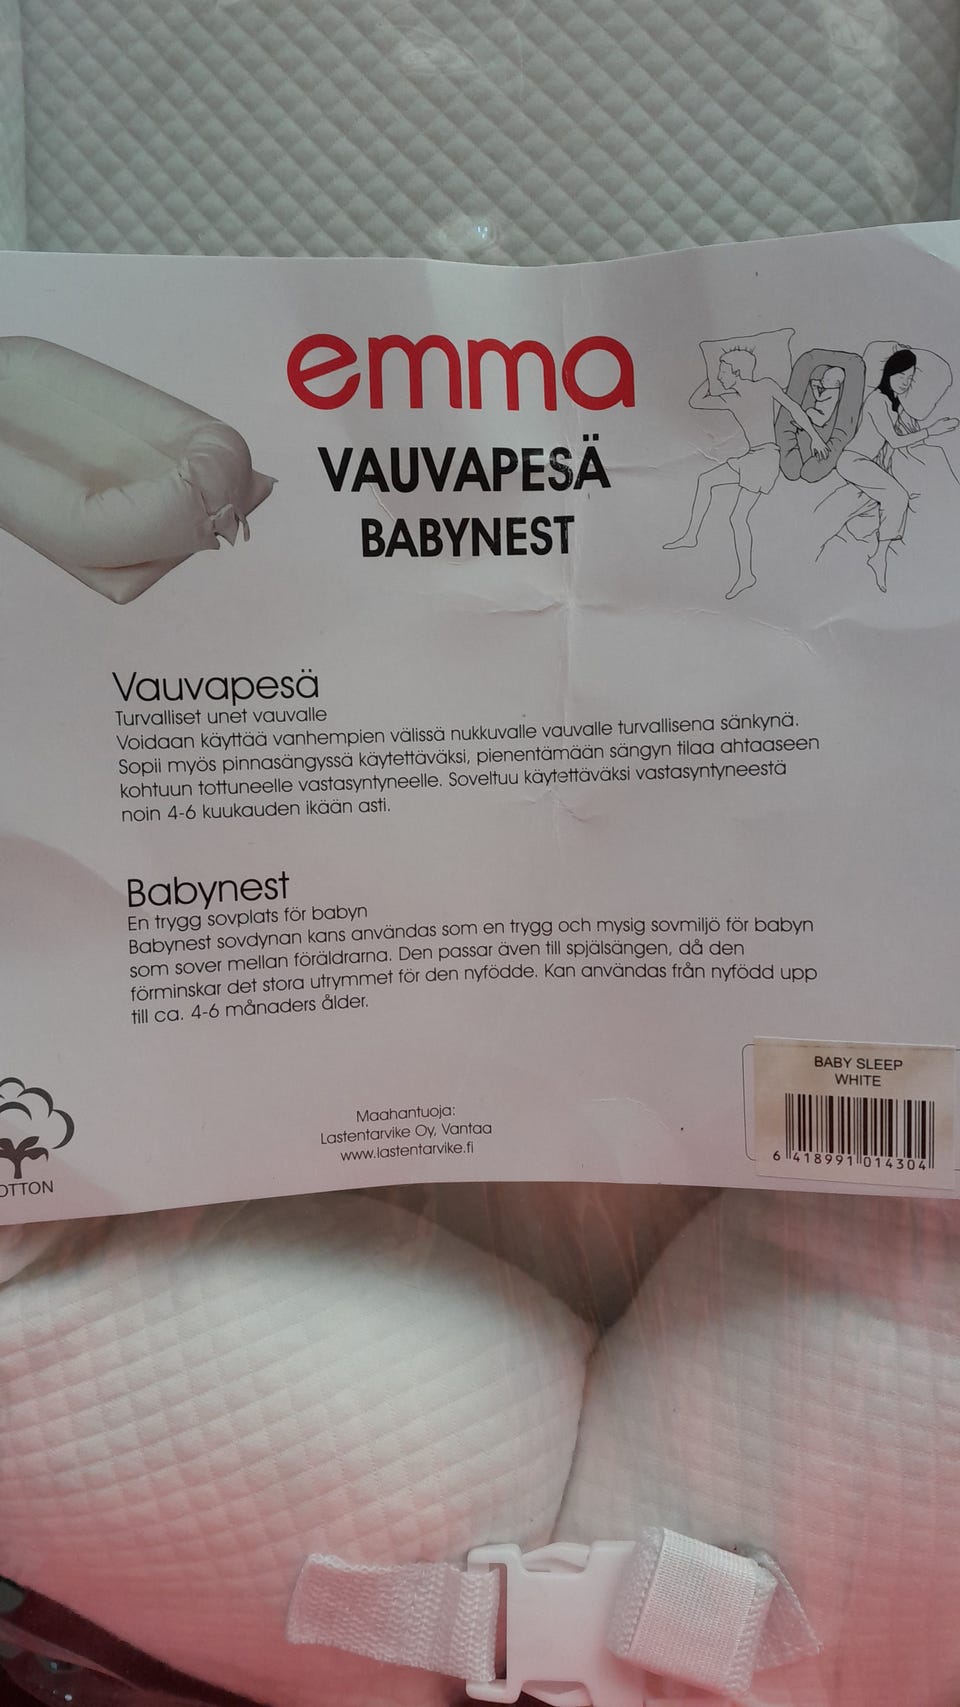 emma
VAUVAPESÄ
BABYNEST
Vauvapesä
Turvalliset unet vauvalle
Voidaan käyttää vanhempien välissä nukkuvalle vauvalle turvallisena sänkynä.
Sopii myös pinnasängyssä käytettäväksi, pienentämään sängyn tilaa ahtaaseen
kohtuun tottuneelle vastasyntyneelle. Soveltuu käytettäväksi vastasyntyneestä
noin 4-6 kuukauden ikään asti.
Babynest
En trygg sovplats för babyn
Babynest sovdynan kans användas som en trygg och mysig sovmiljö för babyn
som sover mellan föräldrarna. Den passar även till spjälsängen, då den
förminskar det stora utrymmet för den nyfödde. Kan användas från nyfödd upp
till ca. 4-6 månaders ålder.
OTTON
Maahantuoja:
Lastentarvike Oy, Vantaa
www.lastentarvike.fi
BABY SLEEP
WHITE
6 418991 014304